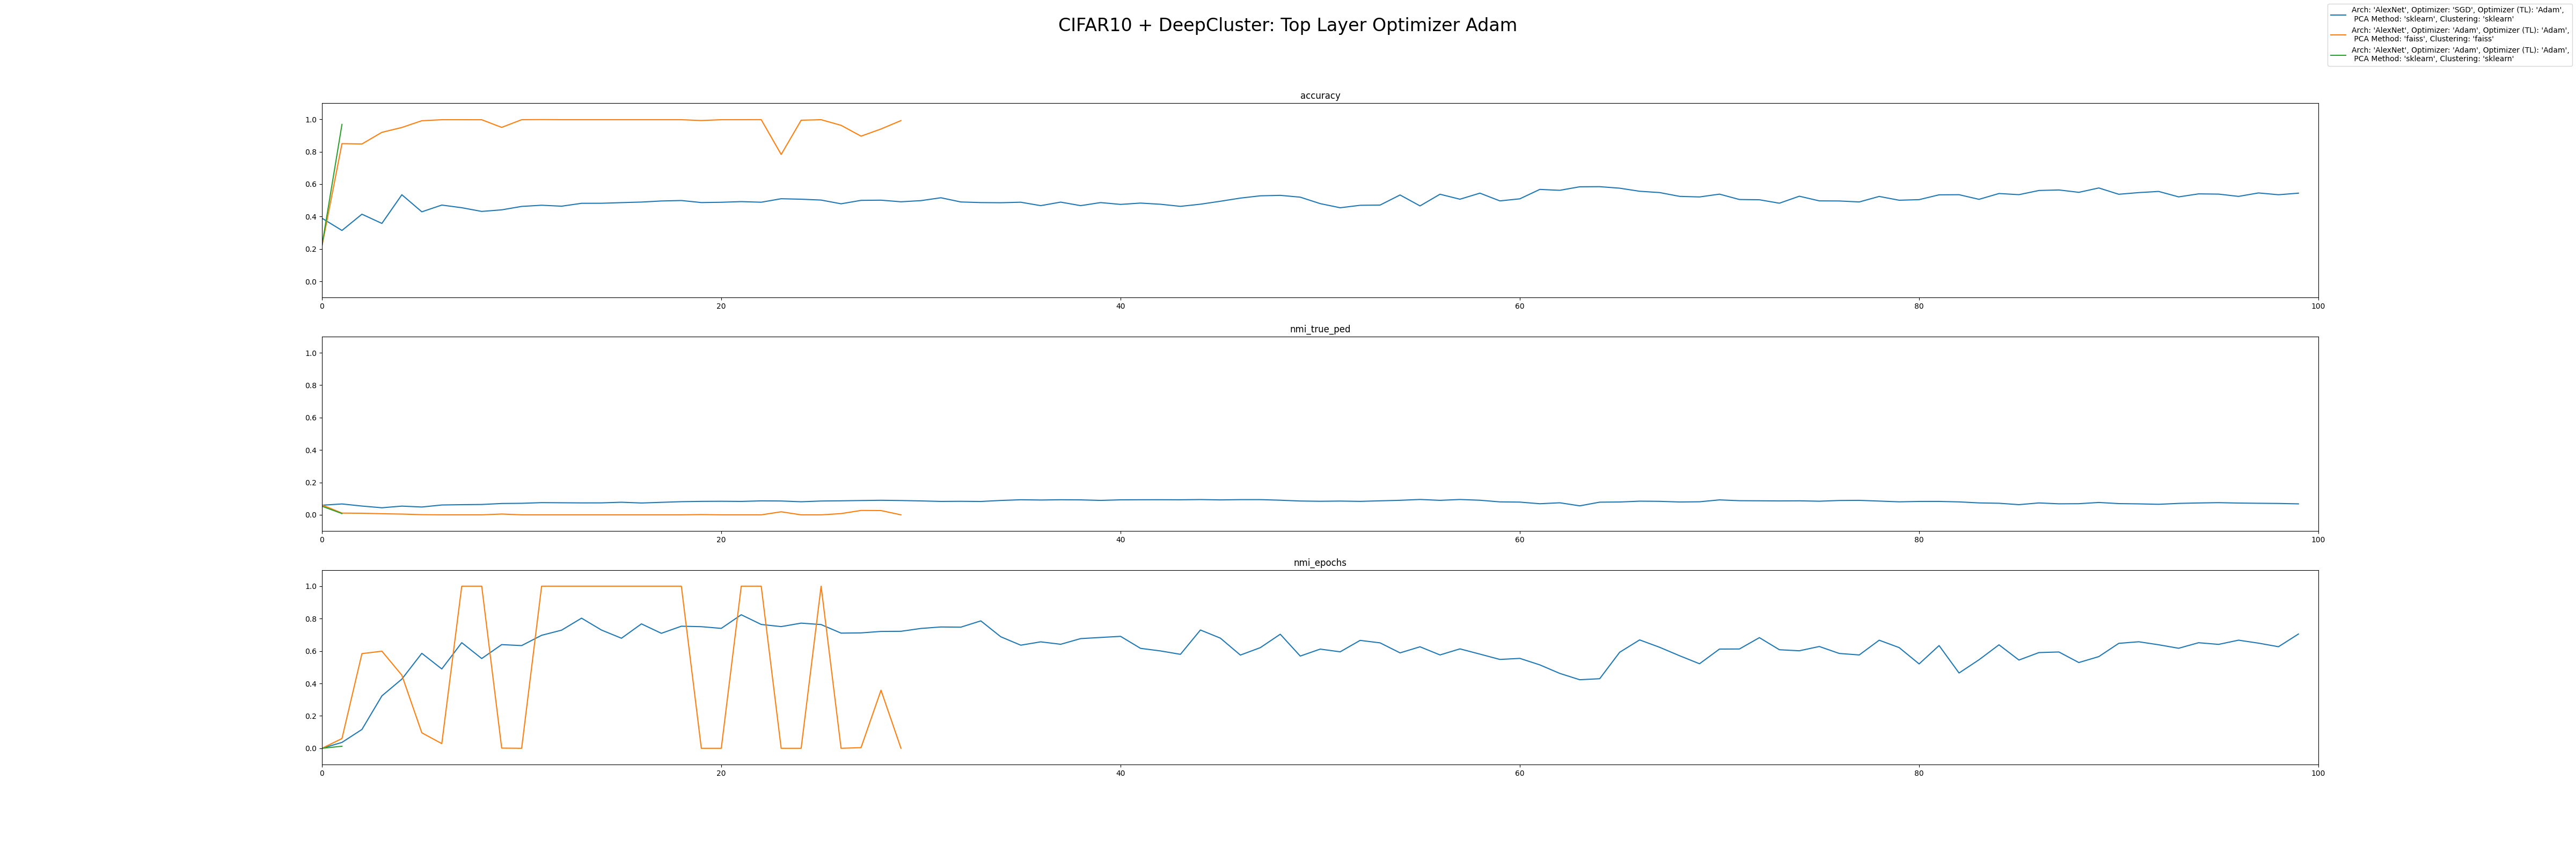 CIFAR10 + DeepCluster: Top Layer Optimizer Adam
Arch: 'AlexNet', Optimizer: 'SGD', Optimizer (TL): 'Adam',
PCA Method: 'sklearn', Clustering: 'sklearn'
Arch: 'AlexNet', Optimizer: 'Adam', Optimizer (TL): 'Adam',
PCA Method: 'faiss', Clustering: 'faiss'
Arch: 'AlexNet', Optimizer: 'Adam', Optimizer (TL): 'Adam',
PCA Method: 'sklearn', Clustering: 'sklearn'
accuracy
1.0
0.8
0.6
0.4
0.2
0.0
0 20 40 60 80 100
nmi_true_ped
1.0
0.8
0.6
0.4
0.2
0.0
0 20 40 60 80 100
nmi_epochs
1.0
0.8
0.6
0.4
0.2
0.0
0 20 40 60 80 100